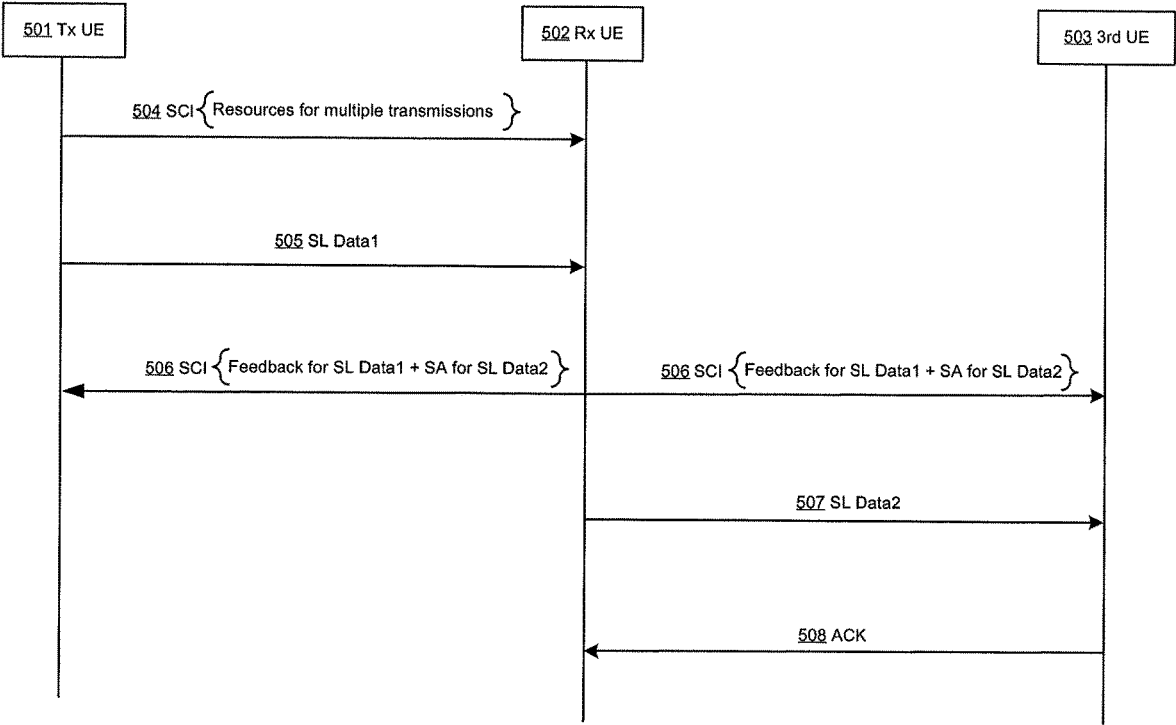 501 Tx UE
502 Rx UE
503 3rd UE
504 SCI {Resources for multiple transmissions }
505 SL Data1
506 SCI {Feedback for SL Data1 + SA for SL Data2}
506 SCI {Feedback for SL Data1 + SA for SL Data2}
507 SL Data2
508 ACK